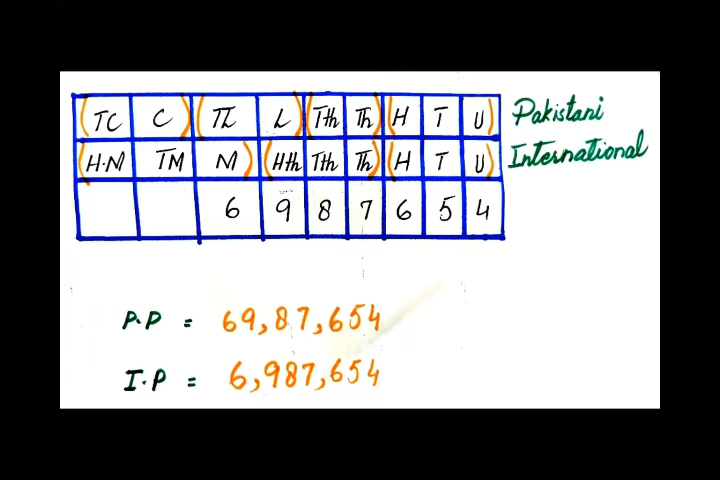 (TC C) (TL L) (Tth Th) (H T U) Pakistani
(H·M TM M) (Hth Tth Th) (H T U) International
6 9 8 7 6 5 4
P.P = 69,87,654
I.P = 6,987,654